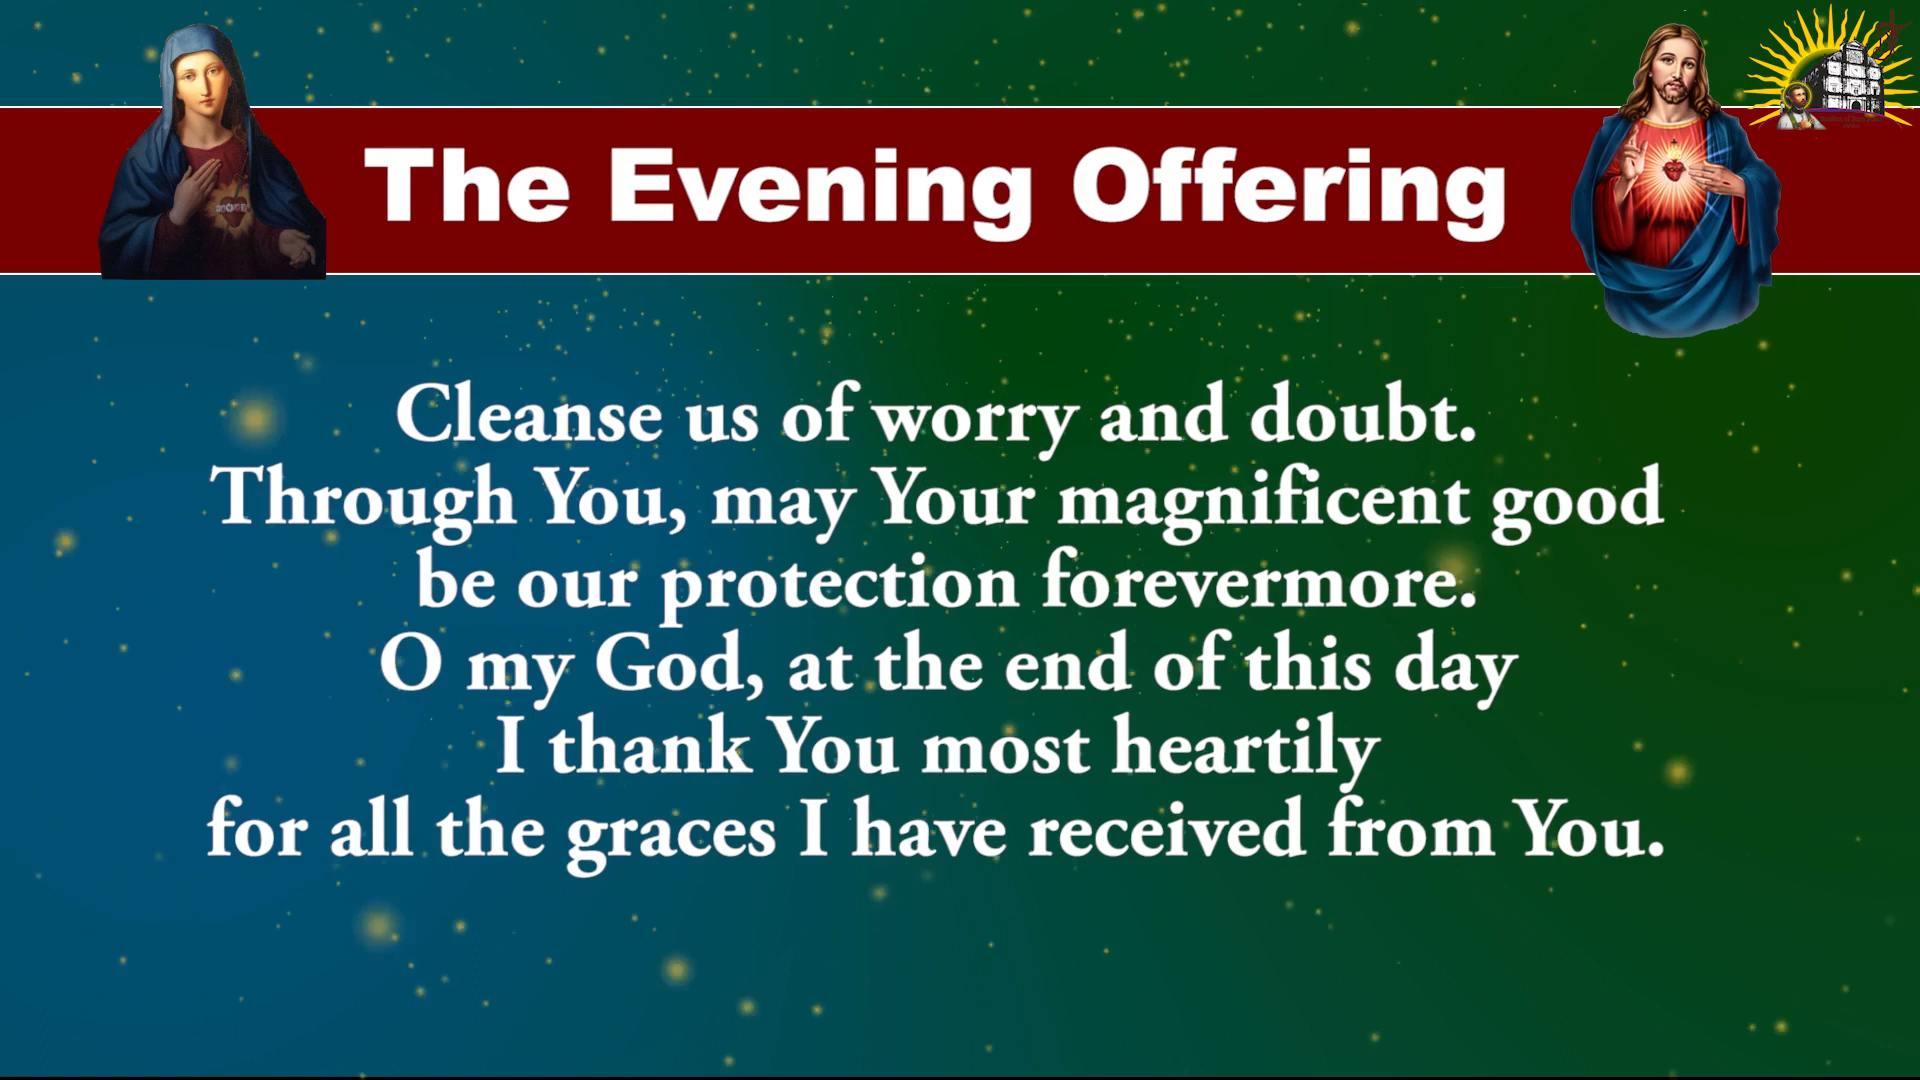 The Evening Offering
Cleanse us of worry and doubt.
Through You, may Your magnificent good
be our protection forevermore.
O my God, at the end of this day
I thank You most heartily
for all the graces I have received from You.